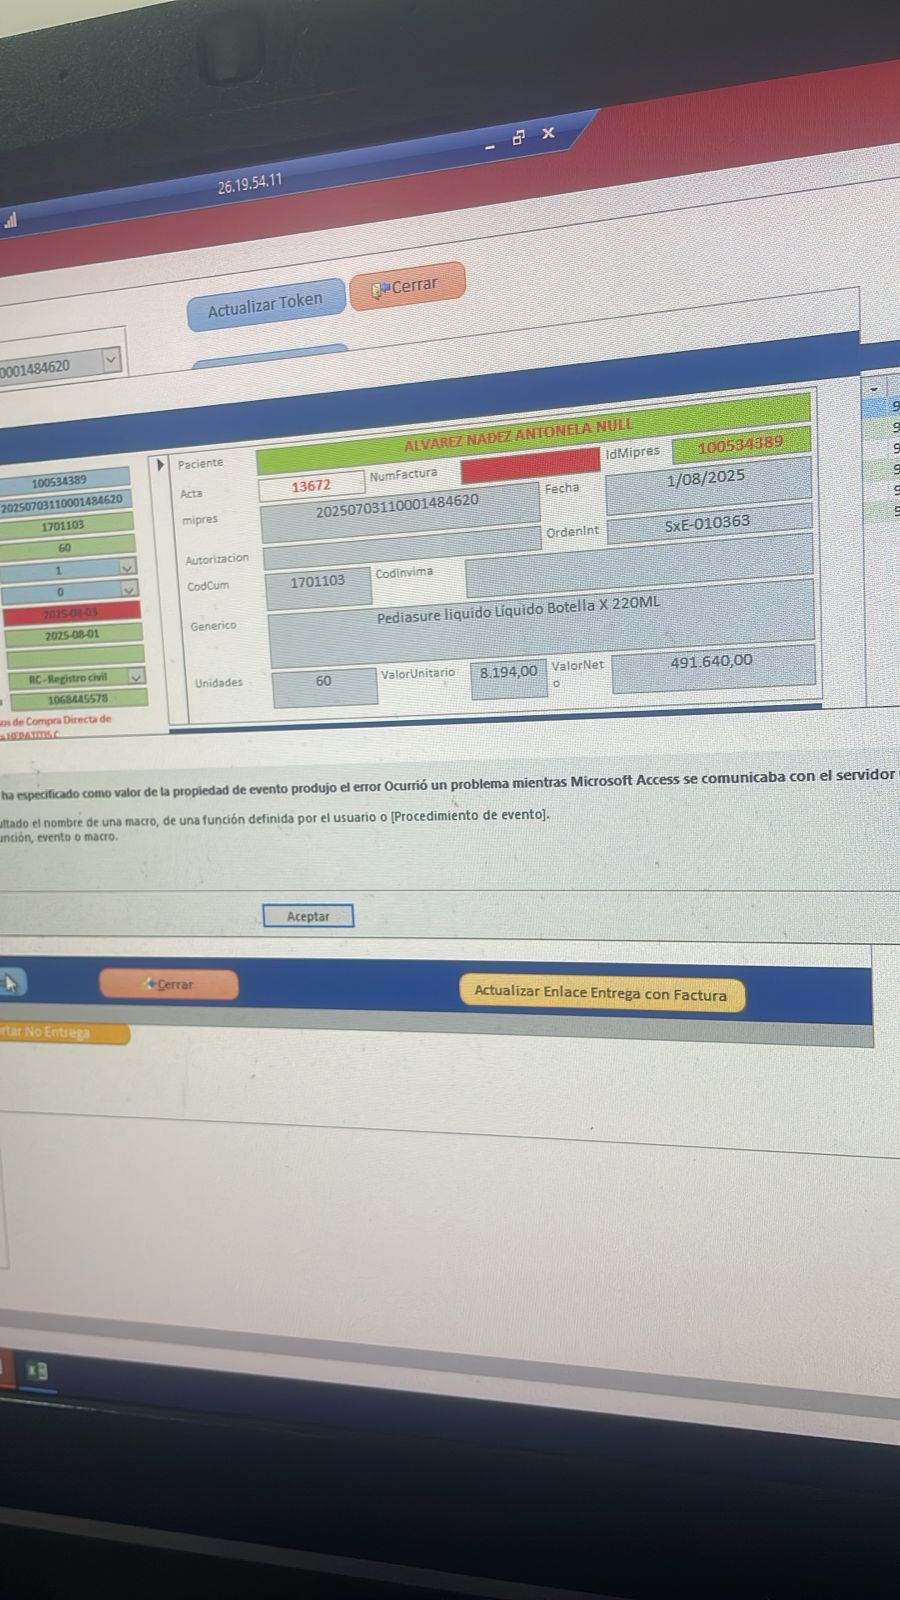 26.19.54.11
Actualizar Token
Cerrar
0001484620
Paciente
ALVAREZ NADEZ ANTONELA NULL
Acta
13672
NumFactura
IdMipres
100534389
mipres
20250703110001484620
Fecha
1/08/2025
Autorizacion
OrdenInt
SxE-010363
CodCum
1701103
CodInvima
Generico
Pediasure liquido Líquido Botella X 220ML
Unidades
60
ValorUnitario
8.194,00
ValorNet
o
491.640,00
100534389
20250703110001484620
1701103
60
1
0
2025-08-03
2025-08-01
RC-Registro civil
1068445578
os de Compra Directa de
HEPATITIS C
ha especificado como valor de la propiedad de evento produjo el error Ocurrió un problema mientras Microsoft Access se comunicaba con el servidor
ultado el nombre de una macro, de una función definida por el usuario o [Procedimiento de evento].
unción, evento o macro.
Aceptar
Cerrar
Actualizar Enlace Entrega con Factura
rtar No Entrega